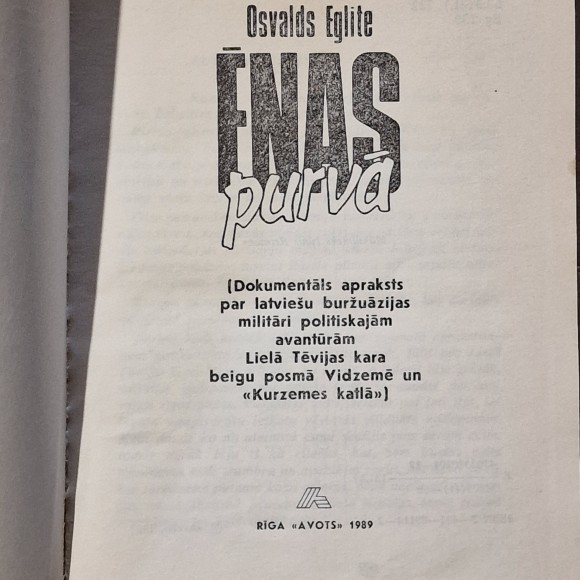 Osvalds Eglīte
ĒNAS
purvā
(Dokumentāls apraksts
par latviešu buržuāzijas
militāri politiskajām
avantūrām
Lielā Tēvijas kara
beigu posmā Vidzemē un
«Kurzemes katlā»)
RĪGA «AVOTS» 1989